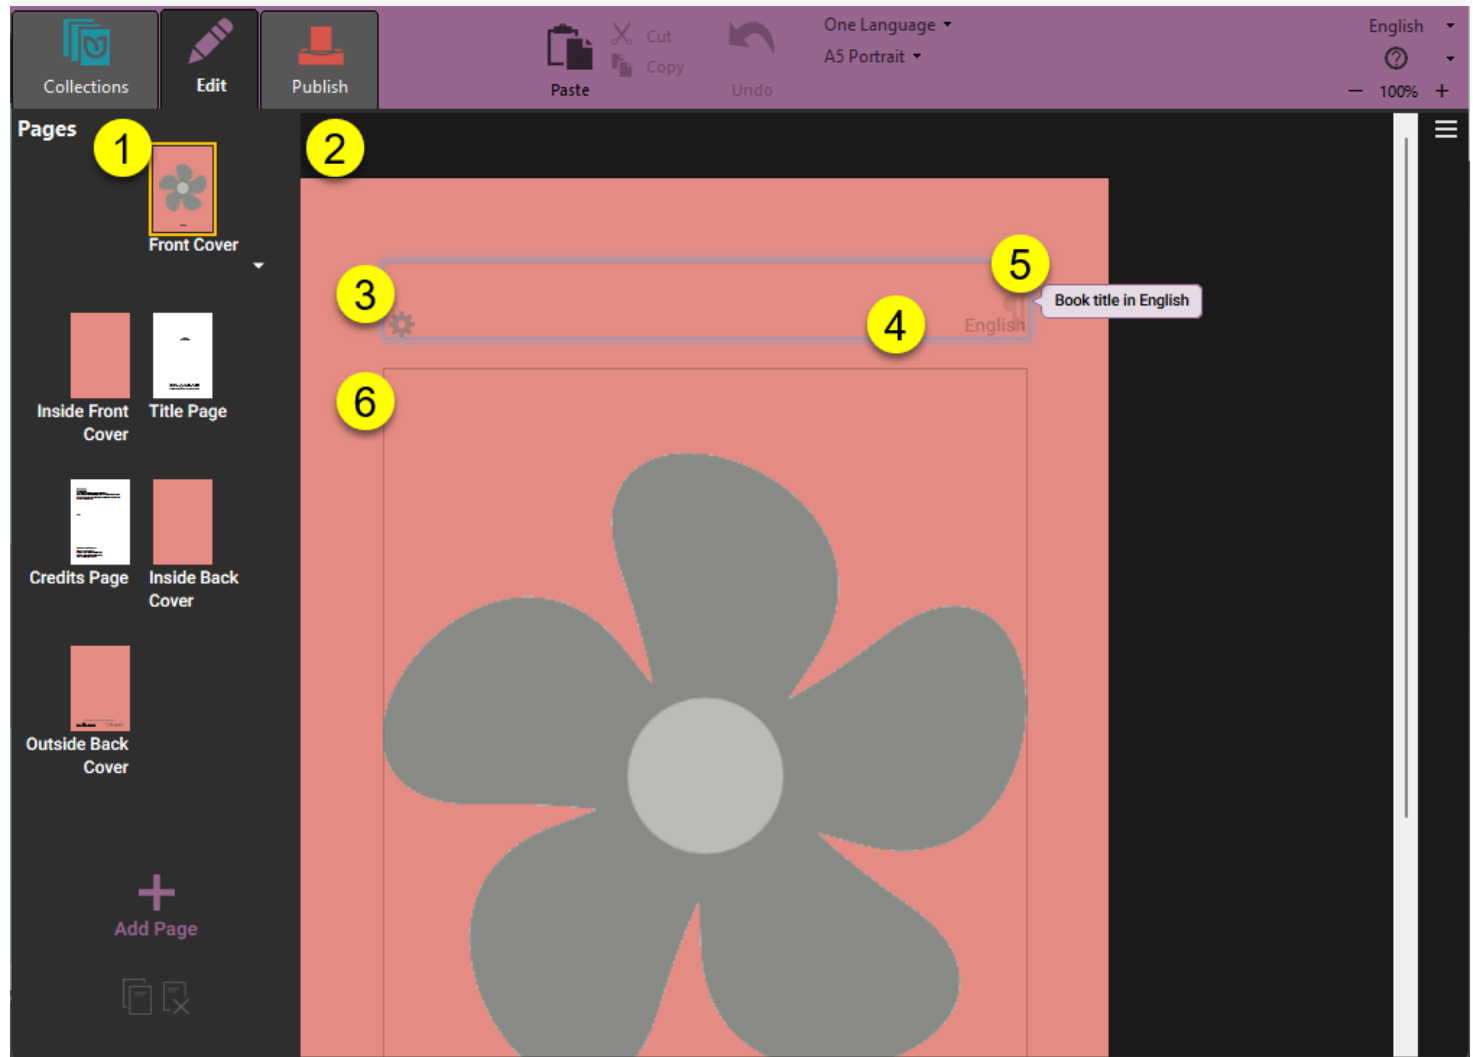 Collections
Edit
Publish
Paste
Cut
Copy
Undo
One Language
A5 Portrait
English
100%
Pages
1
Front Cover
Inside Front
Cover
Title Page
Credits Page
Inside Back
Cover
Outside Back
Cover
Add Page
2
3
4
5
English
Book title in English
6